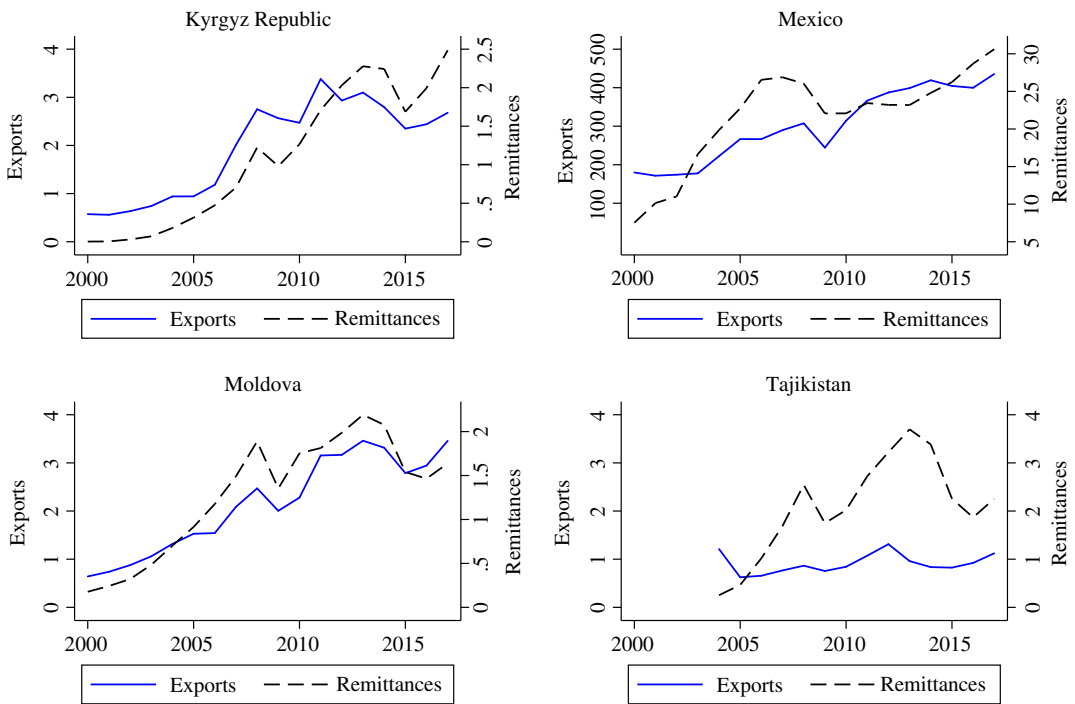 Kyrgyz Republic
Exports
0 1 2 3 4
0 .5 1 1.5 2 2.5
Remittances
2000 2005 2010 2015
Exports Remittances
Mexico
Exports
100 200 300 400 500
5 10 15 20 25 30
Remittances
2000 2005 2010 2015
Exports Remittances
Moldova
Exports
0 1 2 3 4
0 .5 1 1.5 2
Remittances
2000 2005 2010 2015
Exports Remittances
Tajikistan
Exports
0 1 2 3 4
0 1 2 3 4
Remittances
2000 2005 2010 2015
Exports Remittances